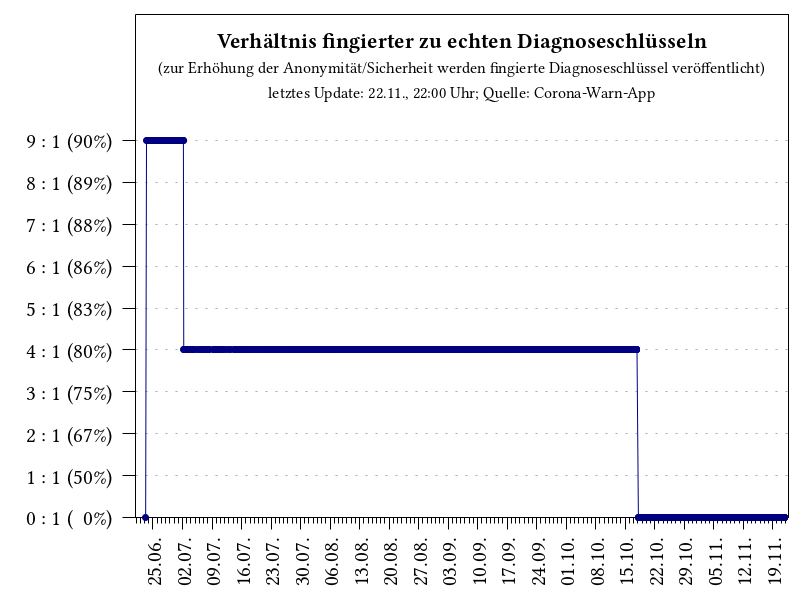 Verhältnis fingierter zu echten Diagnoseschlüsseln
(zur Erhöhung der Anonymität/Sicherheit werden fingierte Diagnoseschlüssel veröffentlicht)
letztes Update: 22.11., 22:00 Uhr; Quelle: Corona-Warn-App
9 : 1 (90%)
8 : 1 (89%)
7 : 1 (88%)
6 : 1 (86%)
5 : 1 (83%)
4 : 1 (80%)
3 : 1 (75%)
2 : 1 (67%)
1 : 1 (50%)
0 : 1 (  0%)
25.06.
02.07.
09.07.
16.07.
23.07.
30.07.
06.08.
13.08.
20.08.
27.08.
03.09.
10.09.
17.09.
24.09.
01.10.
08.10.
15.10.
22.10.
29.10.
05.11.
12.11.
19.11.